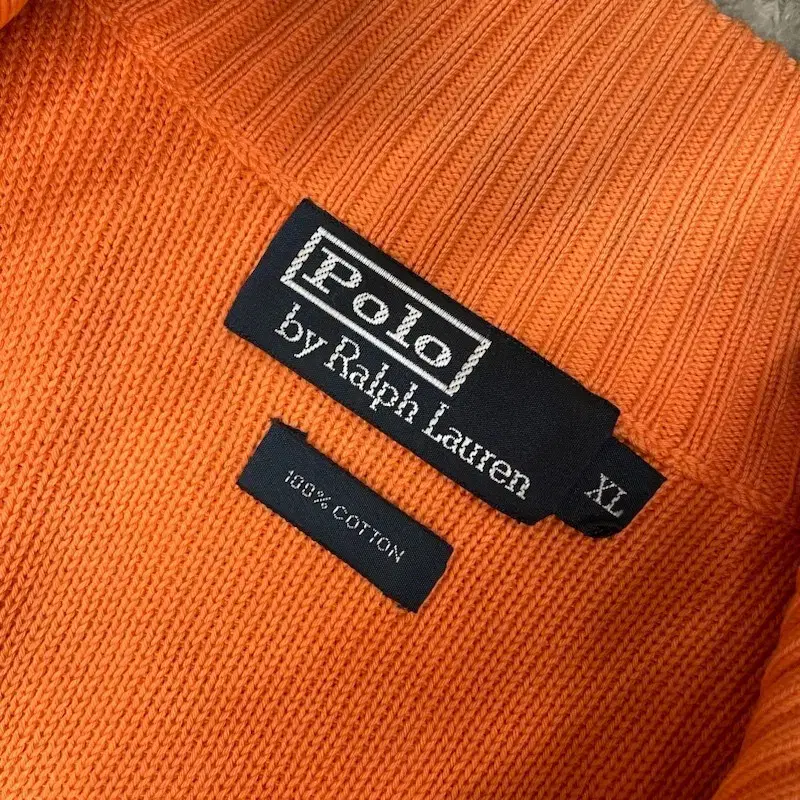 Polo
by Ralph Lauren
XL
100% COTTON